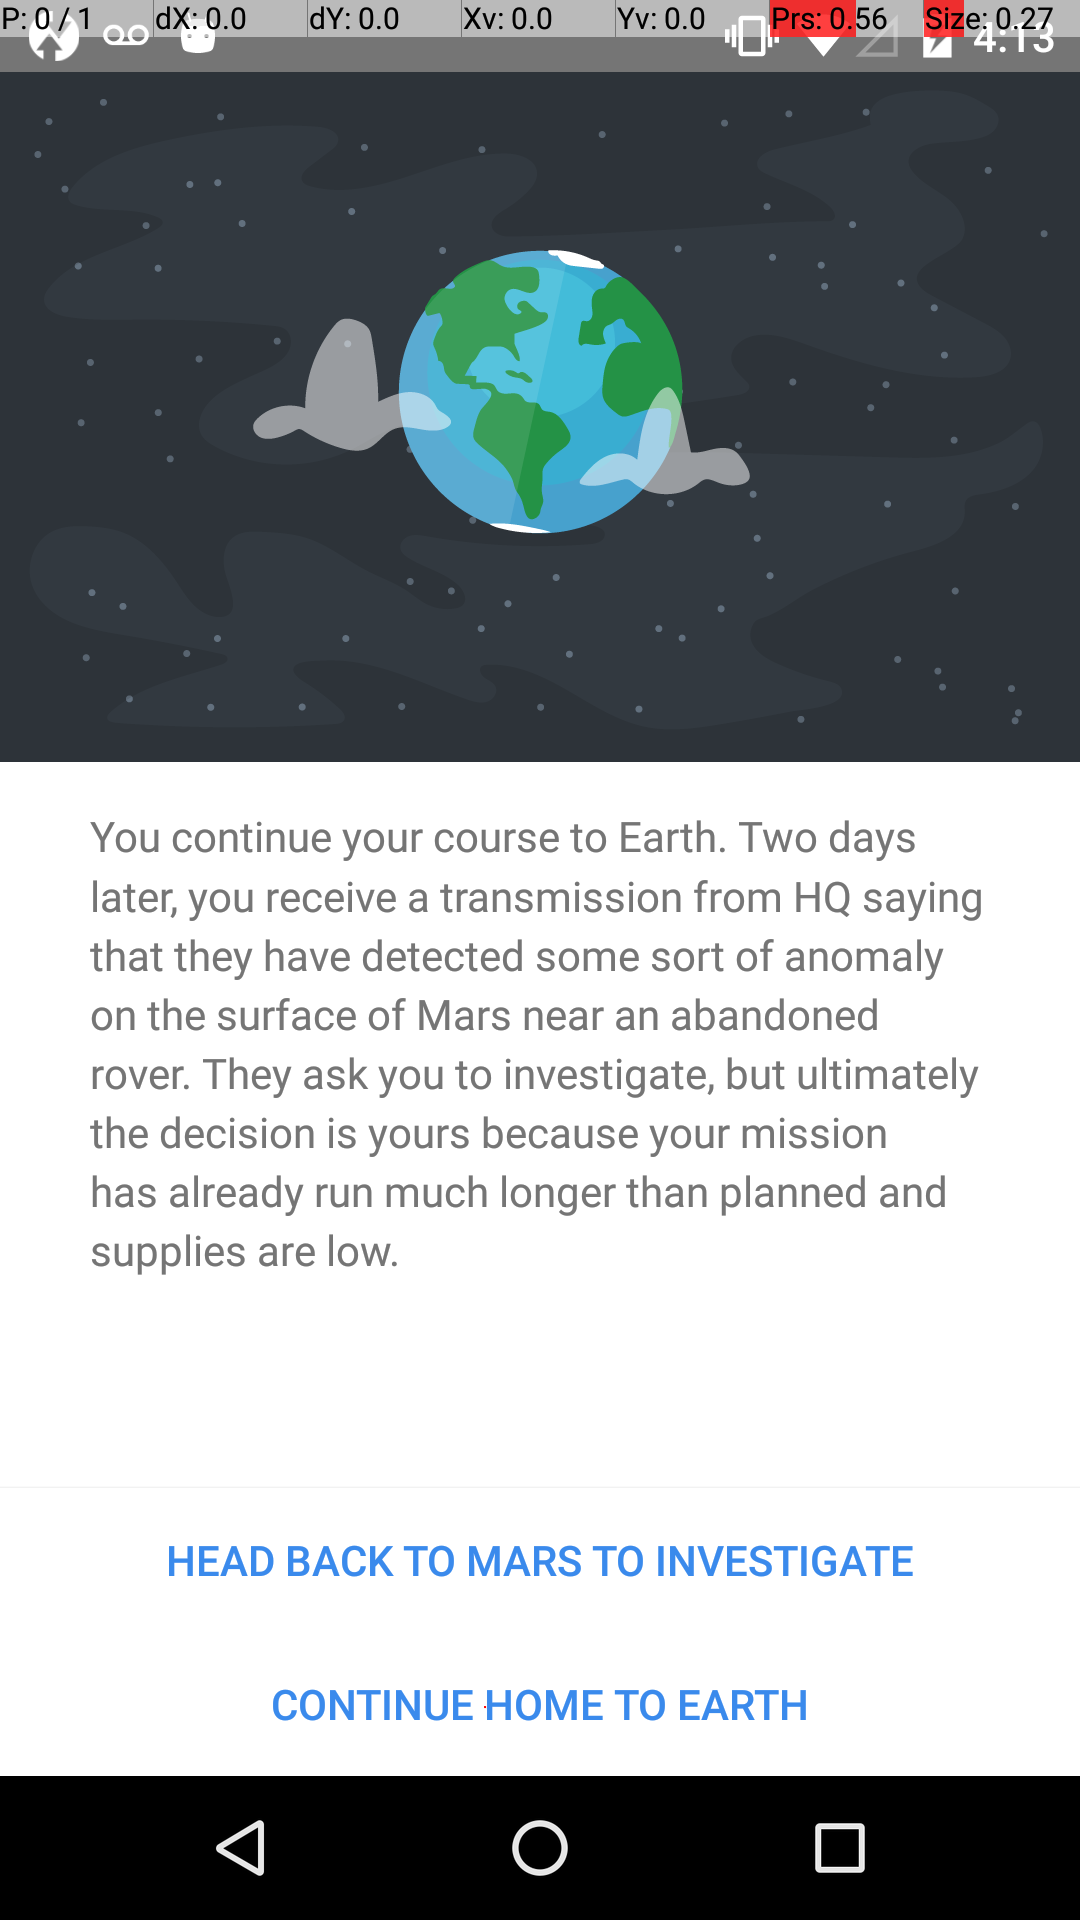 P: 0 / 1 dX: 0.0 dY: 0.0 Xv: 0.0 Yv: 0.0 Prs: 0.56 Size: 0.27
4:13
You continue your course to Earth. Two days
later, you receive a transmission from HQ saying
that they have detected some sort of anomaly
on the surface of Mars near an abandoned
rover. They ask you to investigate, but ultimately
the decision is yours because your mission
has already run much longer than planned and
supplies are low.
HEAD BACK TO MARS TO INVESTIGATE
CONTINUE HOME TO EARTH